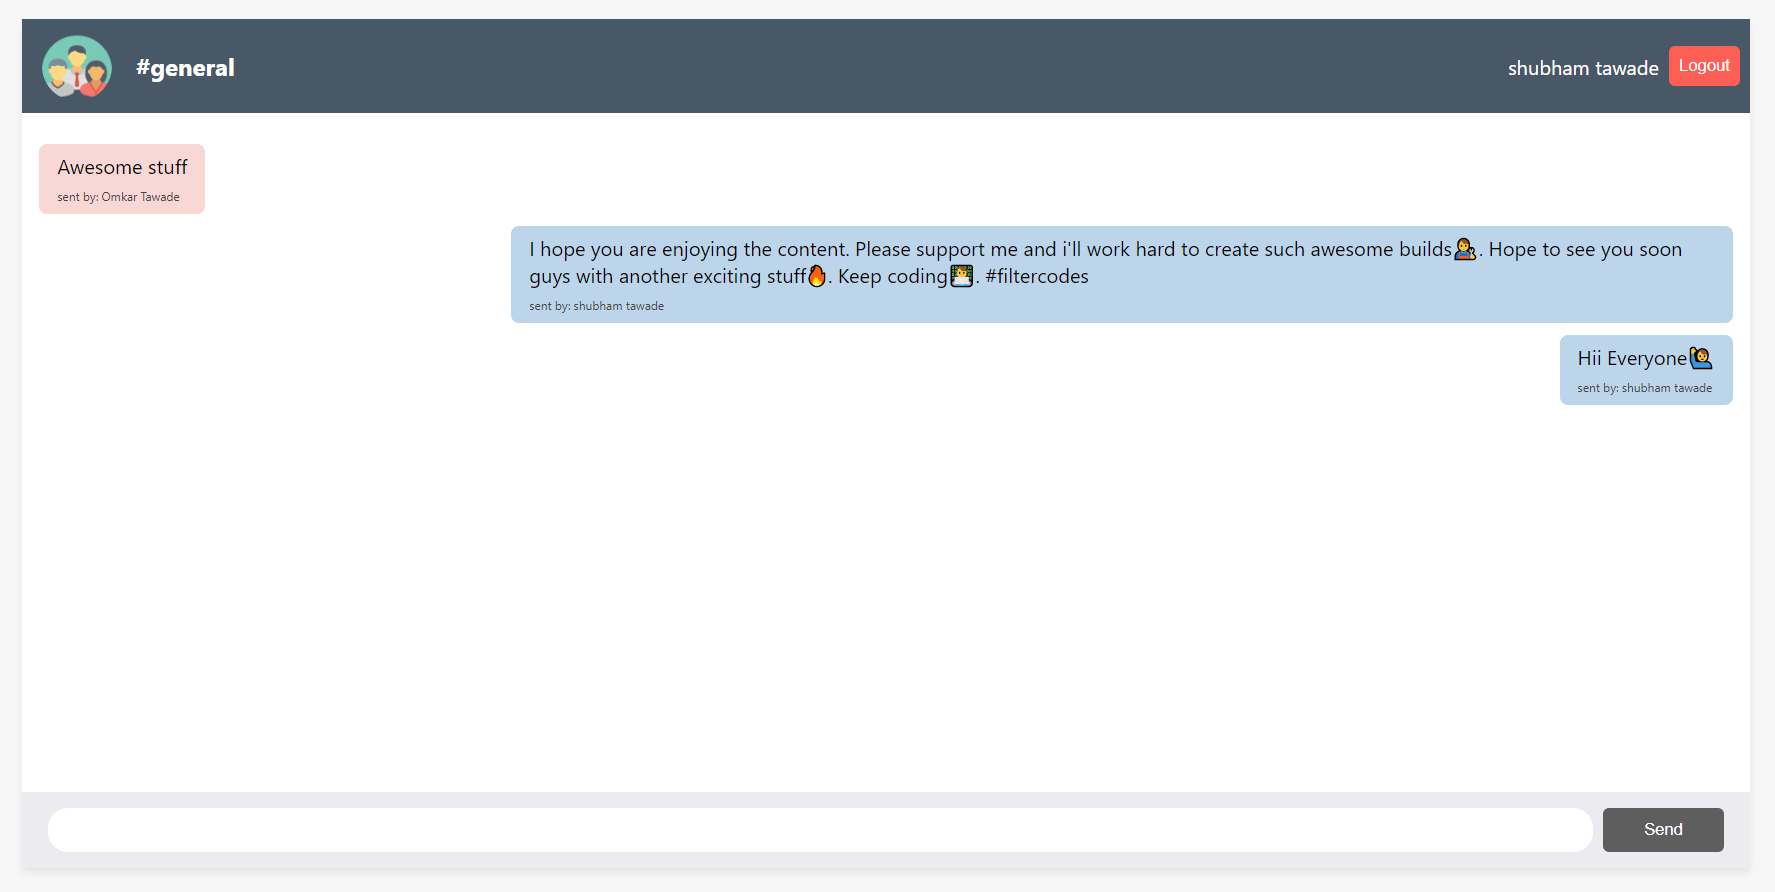 #general
shubham tawade
Logout
Awesome stuff
sent by: Omkar Tawade
I hope you are enjoying the content. Please support me and i'll work hard to create such awesome builds🙋‍♂️. Hope to see you soon
guys with another exciting stuff🔥. Keep coding👨‍💻. #filtercodes
sent by: shubham tawade
Hii Everyone🙋‍♂️
sent by: shubham tawade
Send